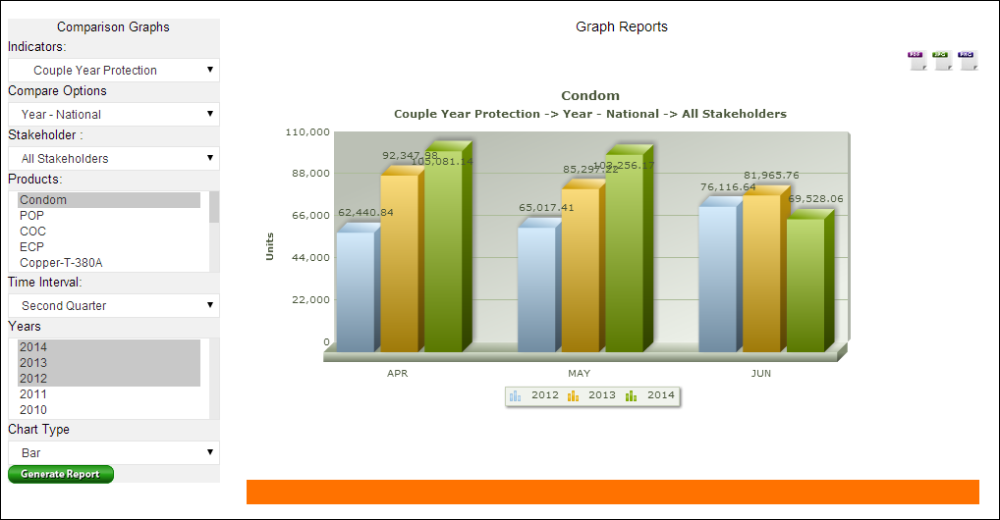 Comparison Graphs
Indicators:
Couple Year Protection
Compare Options
Year - National
Stakeholder :
All Stakeholders
Products:
Condom
POP
COC
ECP
Copper-T-380A
Time Interval:
Second Quarter
Years
2014
2013
2012
2011
2010
Chart Type
Bar
Generate Report
Graph Reports
PDF JPG PNG
Condom
Couple Year Protection -> Year - National -> All Stakeholders
Units
110,000
88,000
66,000
44,000
22,000
0
62,440.84
92,347.98
105,081.14
65,017.41
85,297.22
103,256.17
76,116.64
81,965.76
69,528.06
APR MAY JUN
2012 2013 2014